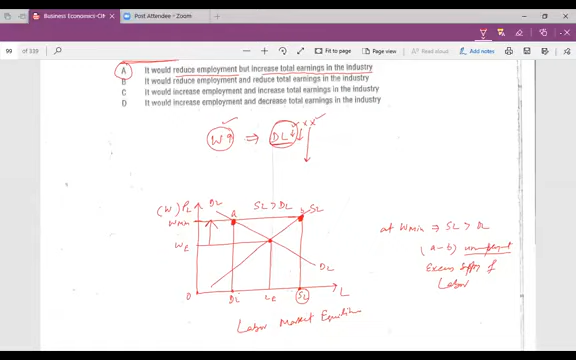 Business Economics-CMA
Post Attendee - Zoom
99 of 339
Fit to page
Page view
Read aloud
Add notes
A It would reduce employment but increase total earnings in the industry
B It would reduce employment and reduce total earnings in the industry
C It would increase employment and increase total earnings in the industry
D It would increase employment and decrease total earnings in the industry
W↑ ⇒ DL↓ ↓ x x
(W) PL DL SL > DL SL
a b
Wmin
We
DL
0 DL Le SL L
Labor Market Equilibri
at Wmin ⇒ SL > DL
(a-b) unemployment
Excess supply of
Labor